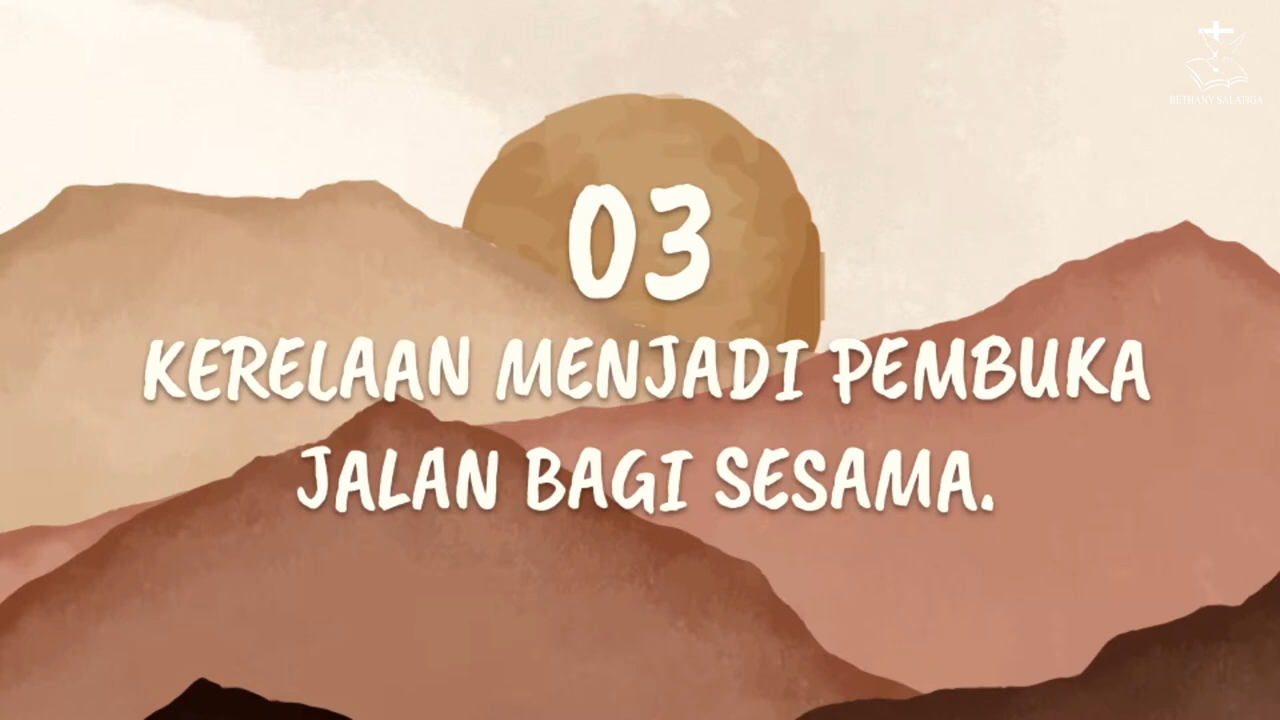 BETHANY SALATIGA
03
KERELAAN MENJADI PEMBUKA
JALAN BAGI SESAMA.